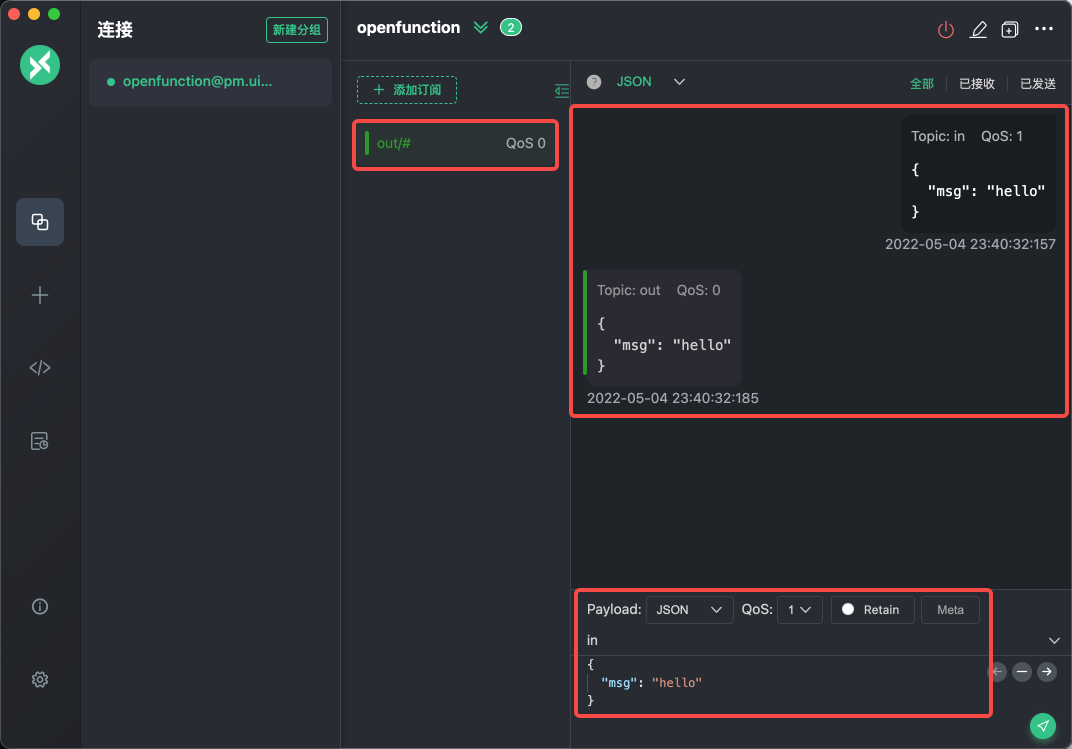 连接
新建分组
openfunction@pm.ui...
openfunction
2
添加订阅
out/#
QoS 0
JSON
全部
已接收
已发送
Topic: in QoS: 1
{
"msg": "hello"
}
2022-05-04 23:40:32:157
Topic: out QoS: 0
{
"msg": "hello"
}
2022-05-04 23:40:32:185
Payload: JSON QoS: 1 Retain Meta
in
{
"msg": "hello"
}